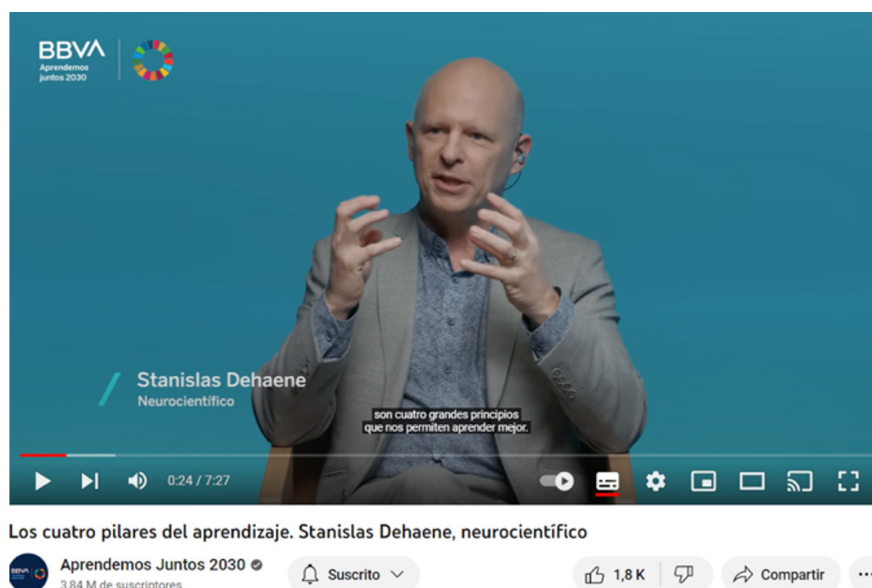 BBVA
Aprendemos
juntos 2030
Stanislas Dehaene
Neurocientífico
son cuatro grandes principios
que nos permiten aprender mejor.
0:24 / 7:27
Los cuatro pilares del aprendizaje. Stanislas Dehaene, neurocientífico
Aprendemos Juntos 2030
3,84 M de suscriptores
Suscrito
1,8 K
Compartir